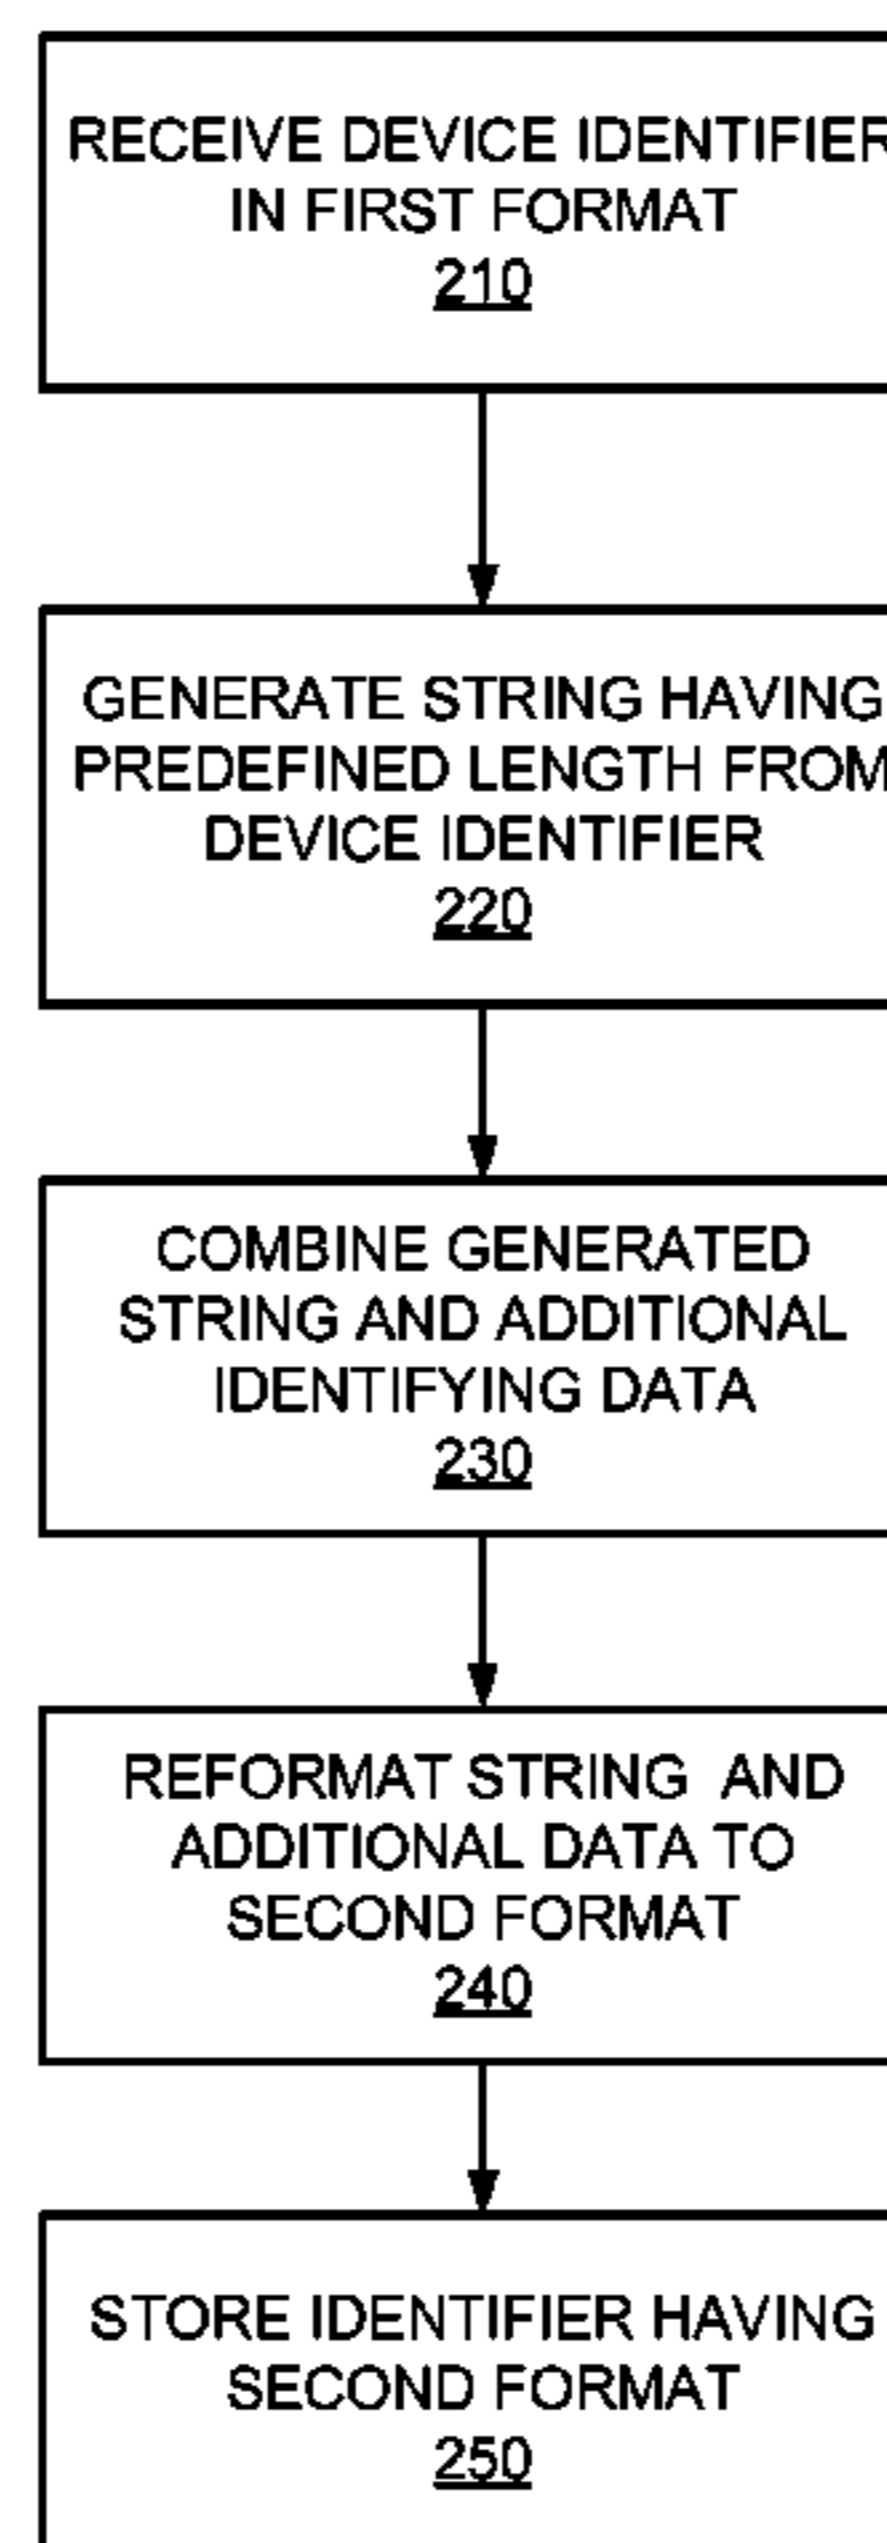 RECEIVE DEVICE IDENTIFIER
IN FIRST FORMAT
210
GENERATE STRING HAVING
PREDEFINED LENGTH FROM
DEVICE IDENTIFIER
220
COMBINE GENERATED
STRING AND ADDITIONAL
IDENTIFYING DATA
230
REFORMAT STRING AND
ADDITIONAL DATA TO
SECOND FORMAT
240
STORE IDENTIFIER HAVING
SECOND FORMAT
250